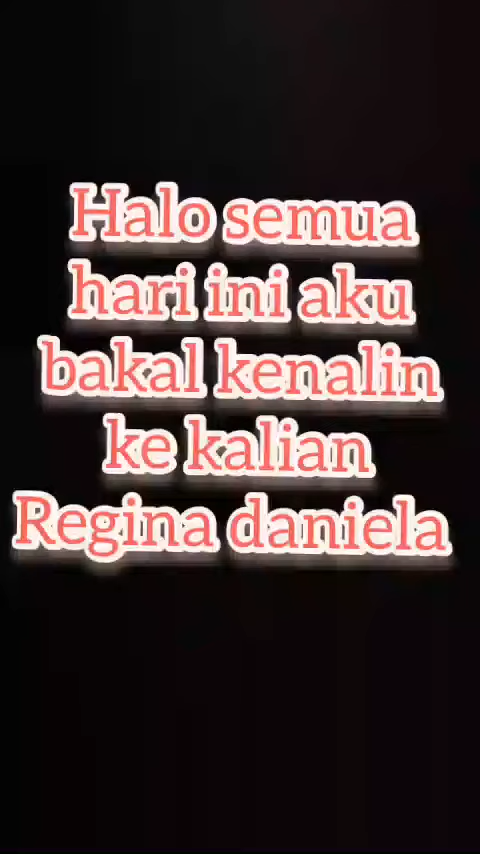 Halo semua
hari ini aku
bakal kenalin
ke kalian
Regina daniela